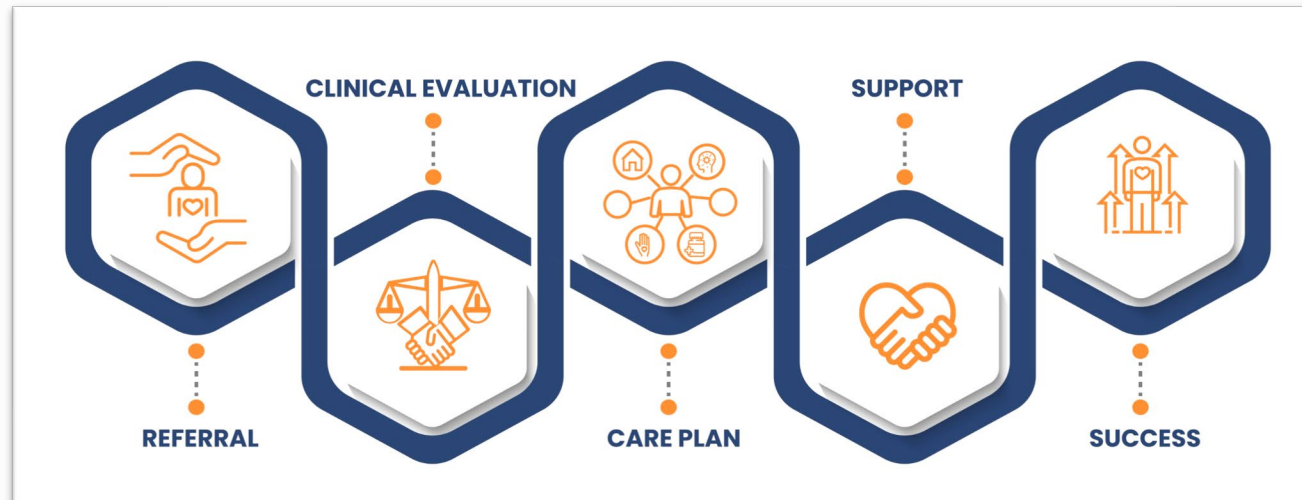 REFERRAL
CLINICAL EVALUATION
CARE PLAN
SUPPORT
SUCCESS